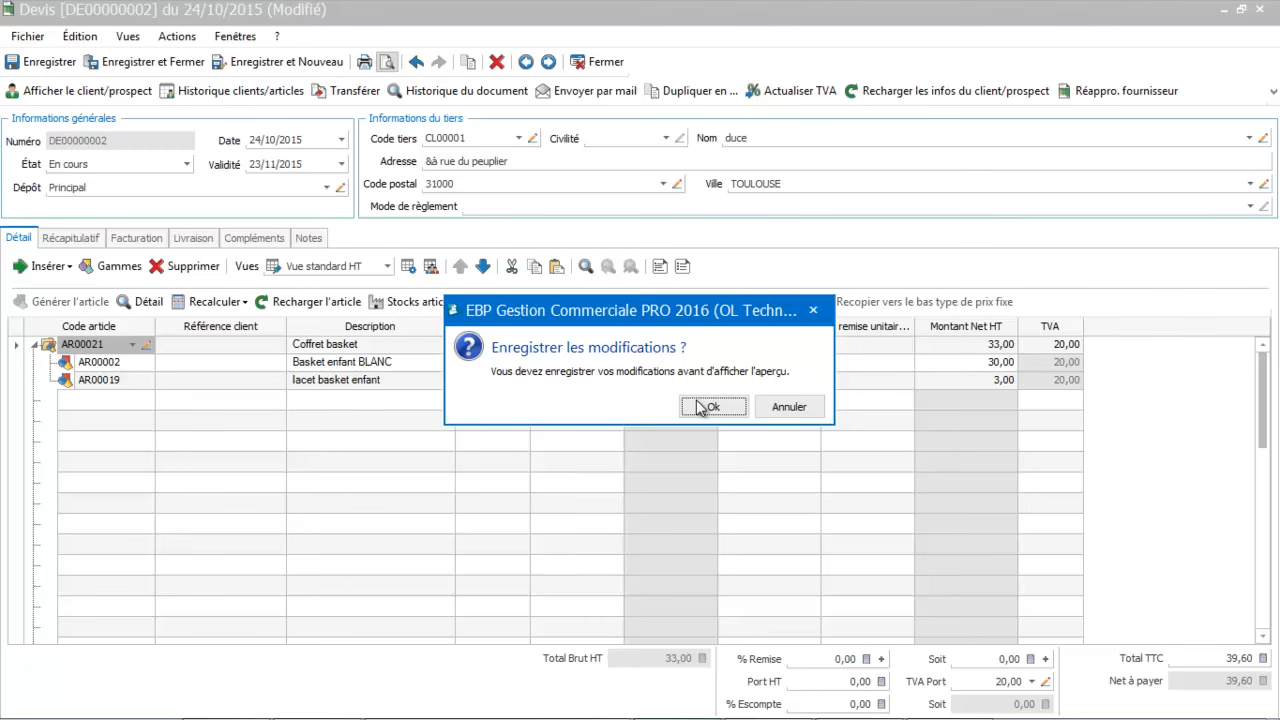 Devis [DE00000002] du 24/10/2015 (Modifié)
Fichier Édition Vues Actions Fenêtres ?
Enregistrer Enregistrer et Fermer Enregistrer et Nouveau Fermer
Afficher le client/prospect Historique clients/articles Transférer Historique du document Envoyer par mail Dupliquer en ... Actualiser TVA Recharger les infos du client/prospect Réappro. fournisseur
Informations générales Informations du tiers
Numéro DE00000002 Date 24/10/2015 Code tiers CL00001 Civilité Nom duce
État En cours Validité 23/11/2015 Adresse &à rue du peuplier
Dépôt Principal Code postal 31000 Ville TOULOUSE
Mode de règlement
Détail Récapitulatif Facturation Livraison Compléments Notes
Insérer Gammes Supprimer Vues Vue standard HT
Générer l'article Détail Recalculer Recharger l'article Stocks artic Recopier vers le bas type de prix fixe
EBP Gestion Commerciale PRO 2016 (OL Techn...
Code article Référence client Description remise unitair... Montant Net HT TVA
AR00021 Coffret basket 33,00 20,00
AR00002 Basket enfant BLANC 30,00 20,00
AR00019 lacet basket enfant 3,00 20,00
Enregistrer les modifications ?
Vous devez enregistrer vos modifications avant d'afficher l'aperçu.
Ok Annuler
Total Brut HT 33,00 % Remise 0,00 + Soit 0,00 + Total TTC 39,60
Port HT 0,00 TVA Port 20,00 Net à payer 39,60
% Escompte 0,00 Soit 0,00